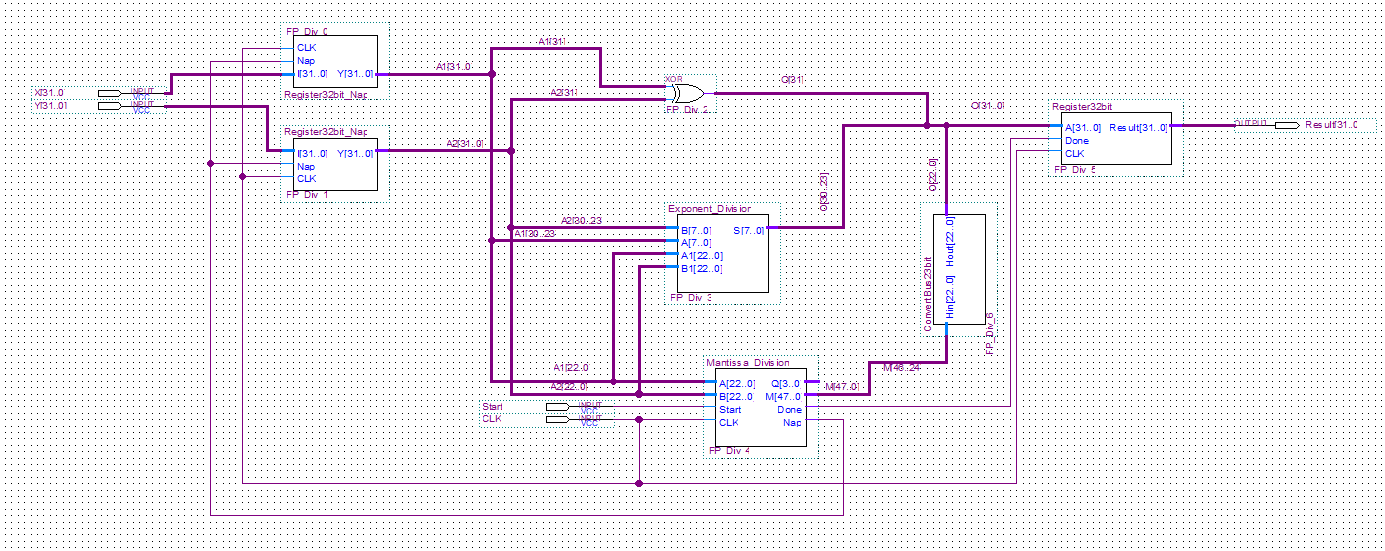 FP_Div_0
CLK
Nap
I[31..0] Y[31..0]
Register32bit_Nap
X[31..0
INPUT
VCC
Y[31..0]
INPUT
VCC
Register32bit_Nap
I[31..0] Y[31..0]
Nap
CLK
FP_Div_1
A1[31..0
A2[31..0]
A1[31]
A2[31]
XOR
FP_Div_2
O[31]
O[31..0]
Register32bit
A[31..0] Result[31..0]
Done
CLK
FP_Div_5
OUTPUT
Result[31..0
O[30..23]
O[22..0]
Exponent_Division
A2[30..23
A1[30..23
B[7..0] S[7..0]
A[7..0]
A1[22..0]
B1[22..0]
FP_Div_3
ConvertBus23bit
Hin[22..0] Hout[22..0]
FP_Div_6
Mantissa_Division
A1[22..0
A2[22..0]
A[22..0] Q[3..0]
B[22..0] M[47..0]
Start Done
CLK Nap
FP_Div_4
M[47..0]
M[46..24
Start
INPUT
VCC
CLK
INPUT
VCC